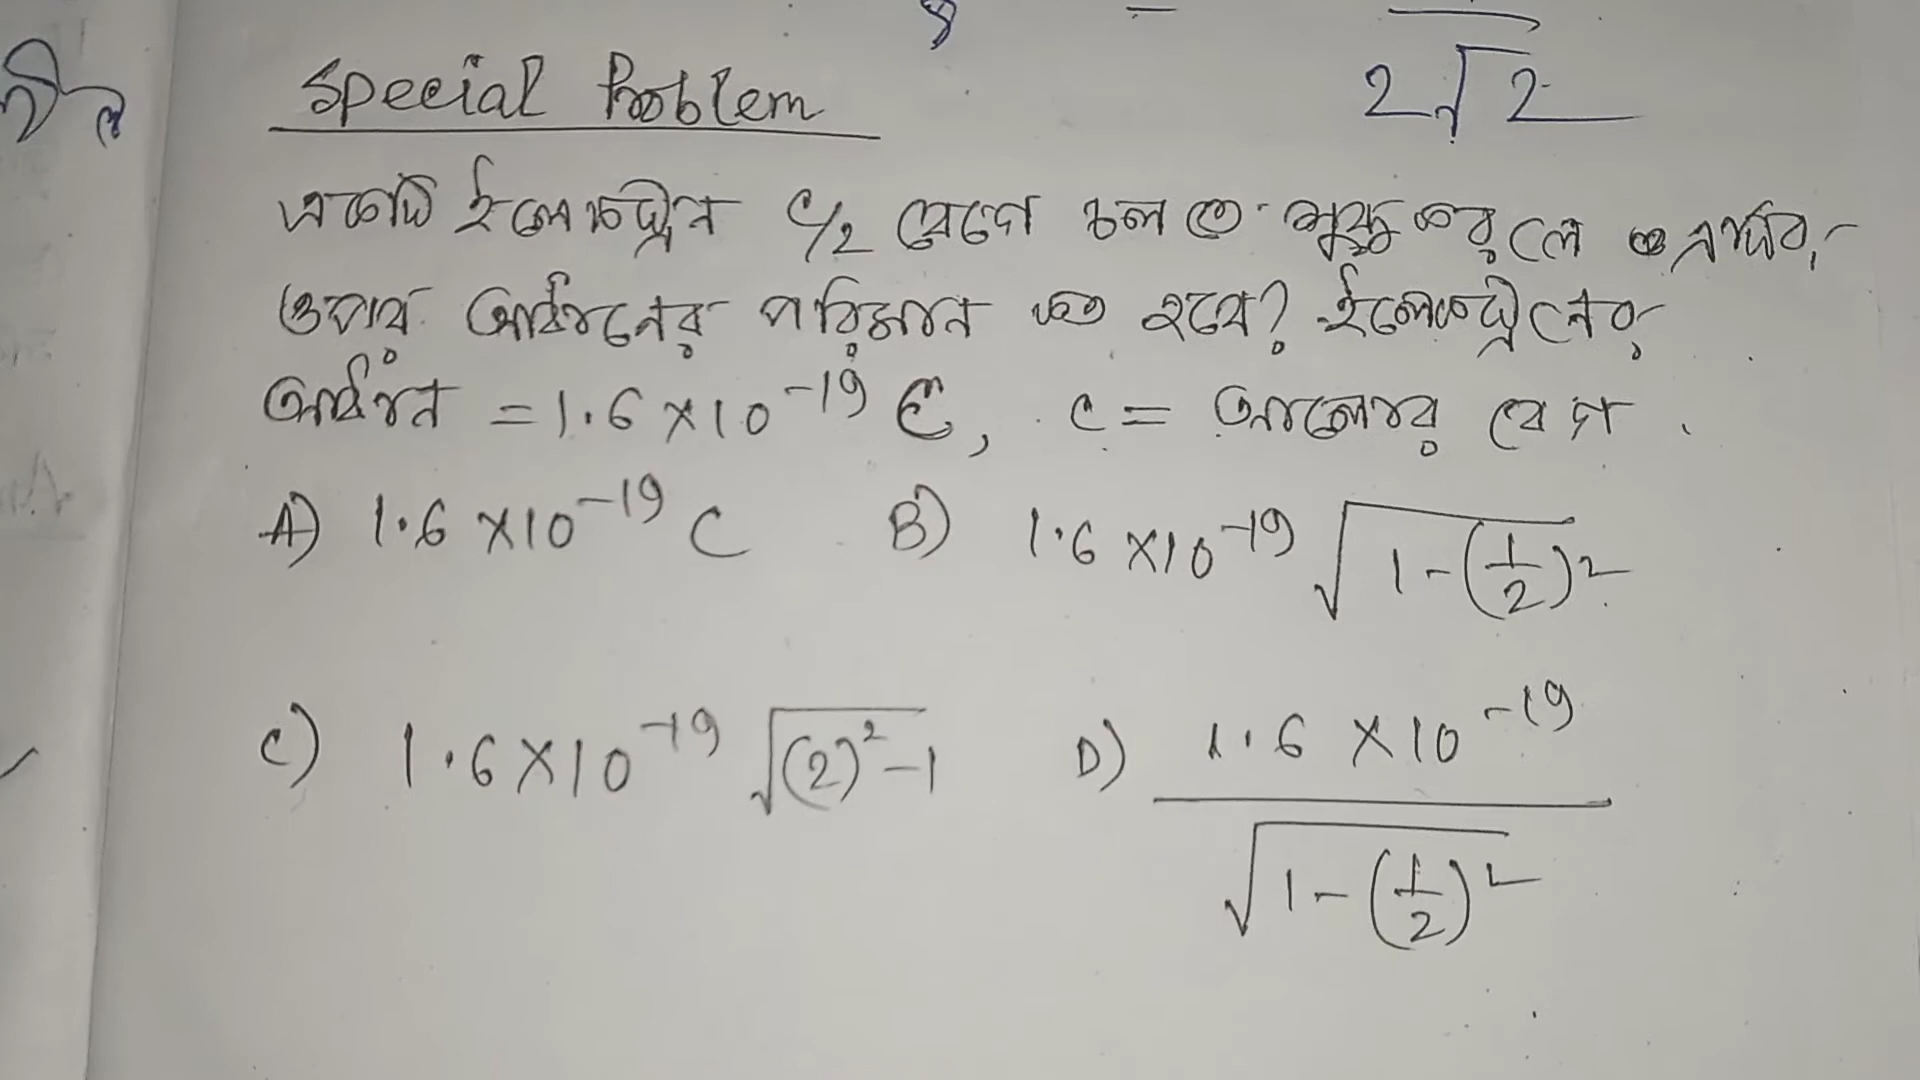 2√2
Special Problem
একটি ইলেকট্রন c/2 বেগে চলতে শুরু করলে এটির
ওপর আধানের পরিমান কত হবে? ইলেকট্রনের
আধান = 1.6 × 10⁻¹⁹ C, c = আলোর বেগ .
A) 1.6 × 10⁻¹⁹ C B) 1.6 × 10⁻¹⁹ √(1-(1/2)²)
C) 1.6 × 10⁻¹⁹ √((2)²-1) D) 1.6 × 10⁻¹⁹ / √(1-(1/2)²)